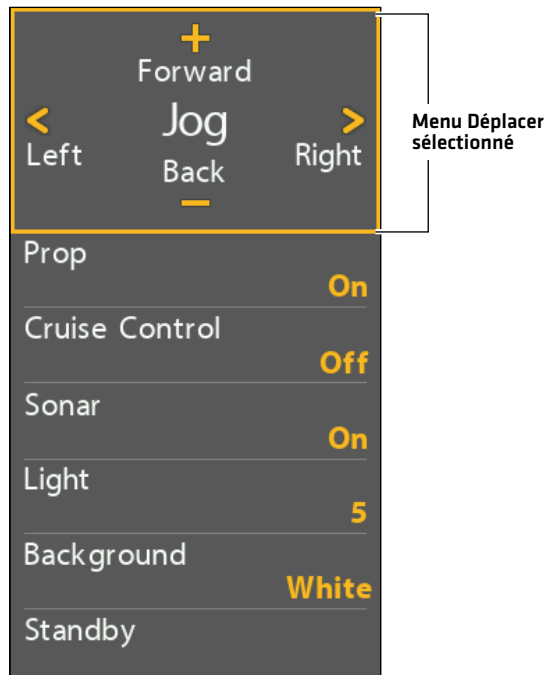 +
Forward
< Jog >
Left Right
Back
−
Menu Déplacer
sélectionné
Prop
On
Cruise Control
Off
Sonar
On
Light
5
Background
White
Standby